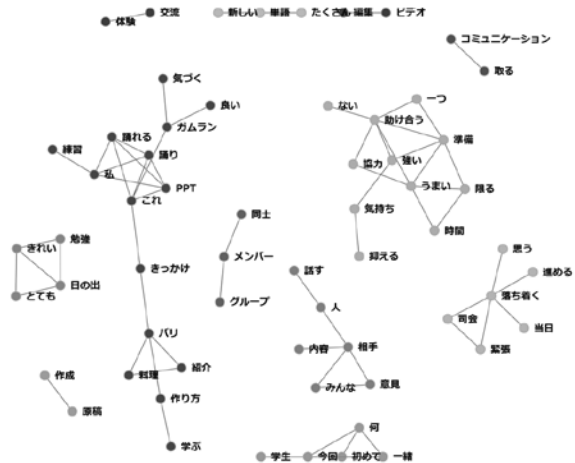 体験
交流
新しい
単語
たくさん
編集
ビデオ
コミュニケーション
取る
気づく
良い
ガムラン
踊れる
踊り
練習
私
PPT
これ
ない
一つ
助け合う
準備
協力
強い
うまい
限る
気持ち
時間
抑える
同士
メンバー
グループ
きれい
勉強
日の出
とても
きっかけ
話す
人
内容
相手
みんな
意見
思う
進める
落ち着く
司会
当日
緊張
バリ
料理
紹介
作り方
学ぶ
作成
原稿
何
学生
今回
初めて
一緒